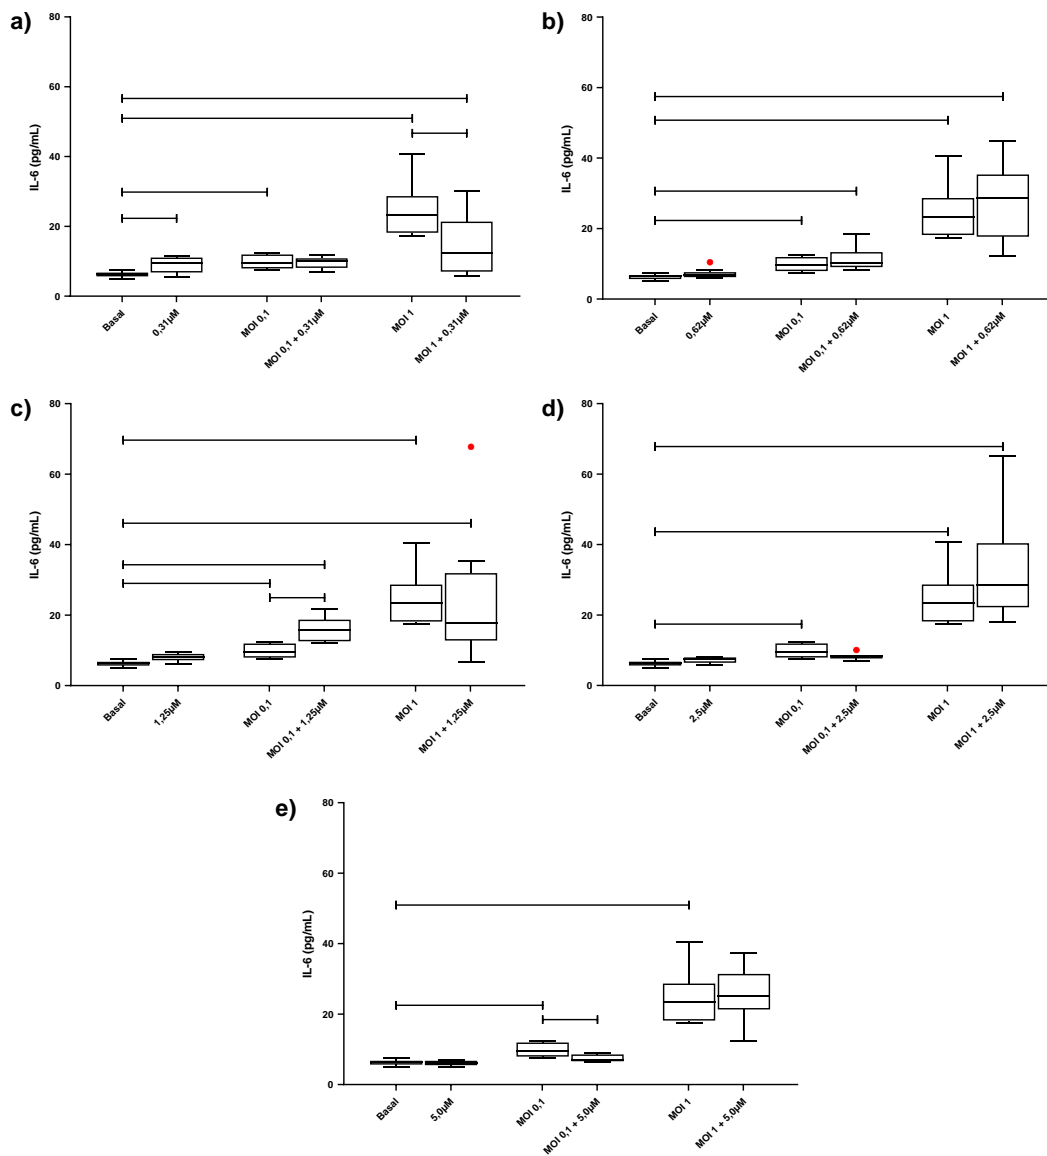 a)
IL-6 (pg/mL)
80
60
40
20
0
Basal
0,31µM
MOI 0,1
MOI 0,1 + 0,31µM
MOI 1
MOI 1 + 0,31µM
b)
IL-6 (pg/mL)
80
60
40
20
0
Basal
0,62µM
MOI 0,1
MOI 0,1 + 0,62µM
MOI 1
MOI 1 + 0,62µM
c)
IL-6 (pg/mL)
80
60
40
20
0
Basal
1,25µM
MOI 0,1
MOI 0,1 + 1,25µM
MOI 1
MOI 1 + 1,25µM
d)
IL-6 (pg/mL)
80
60
40
20
0
Basal
2,5µM
MOI 0,1
MOI 0,1 + 2,5µM
MOI 1
MOI 1 + 2,5µM
e)
IL-6 (pg/mL)
80
60
40
20
0
Basal
5,0µM
MOI 0,1
MOI 0,1 + 5,0µM
MOI 1
MOI 1 + 5,0µM